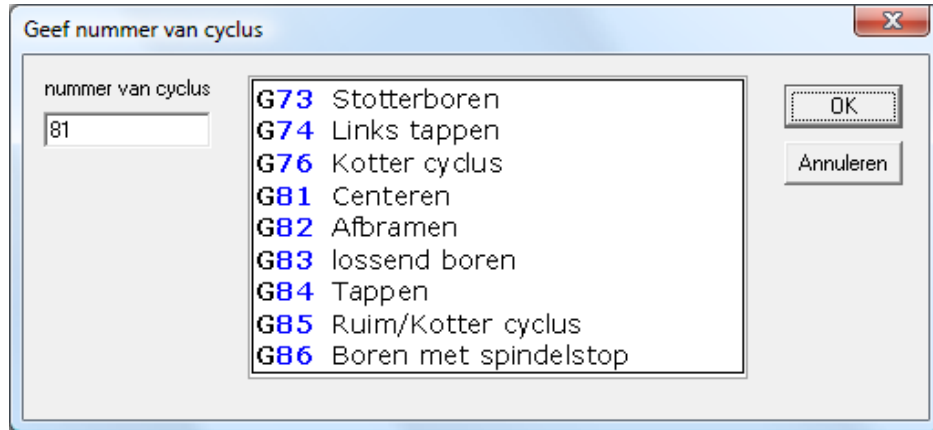 Geef nummer van cyclus
nummer van cyclus
81
G73 Stotterboren
G74 Links tappen
G76 Kotter cyclus
G81 Centeren
G82 Afbramen
G83 lossend boren
G84 Tappen
G85 Ruim/Kotter cyclus
G86 Boren met spindelstop
OK
Annuleren